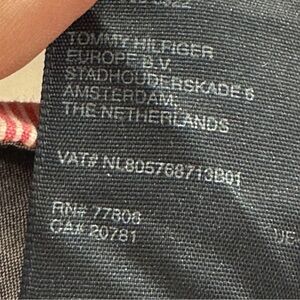 TOMMY HILFIGER
EUROPE B.V.
STADHOUDERSKADE 6
AMSTERDAM,
THE NETHERLANDS
VAT# NL805768713B01
RN# 77806
CA# 20781